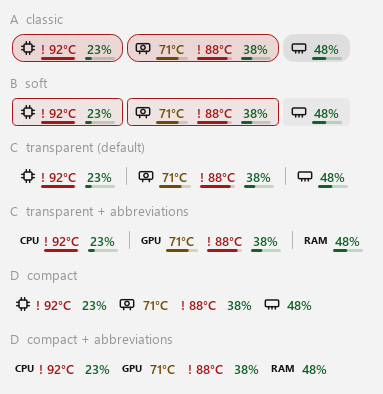 A classic
! 92°C 23% 71°C ! 88°C 38% 48%
B soft
! 92°C 23% 71°C ! 88°C 38% 48%
C transparent (default)
! 92°C 23% 71°C ! 88°C 38% 48%
C transparent + abbreviations
CPU ! 92°C 23% GPU 71°C ! 88°C 38% RAM 48%
D compact
! 92°C 23% 71°C ! 88°C 38% 48%
D compact + abbreviations
CPU ! 92°C 23% GPU 71°C ! 88°C 38% RAM 48%